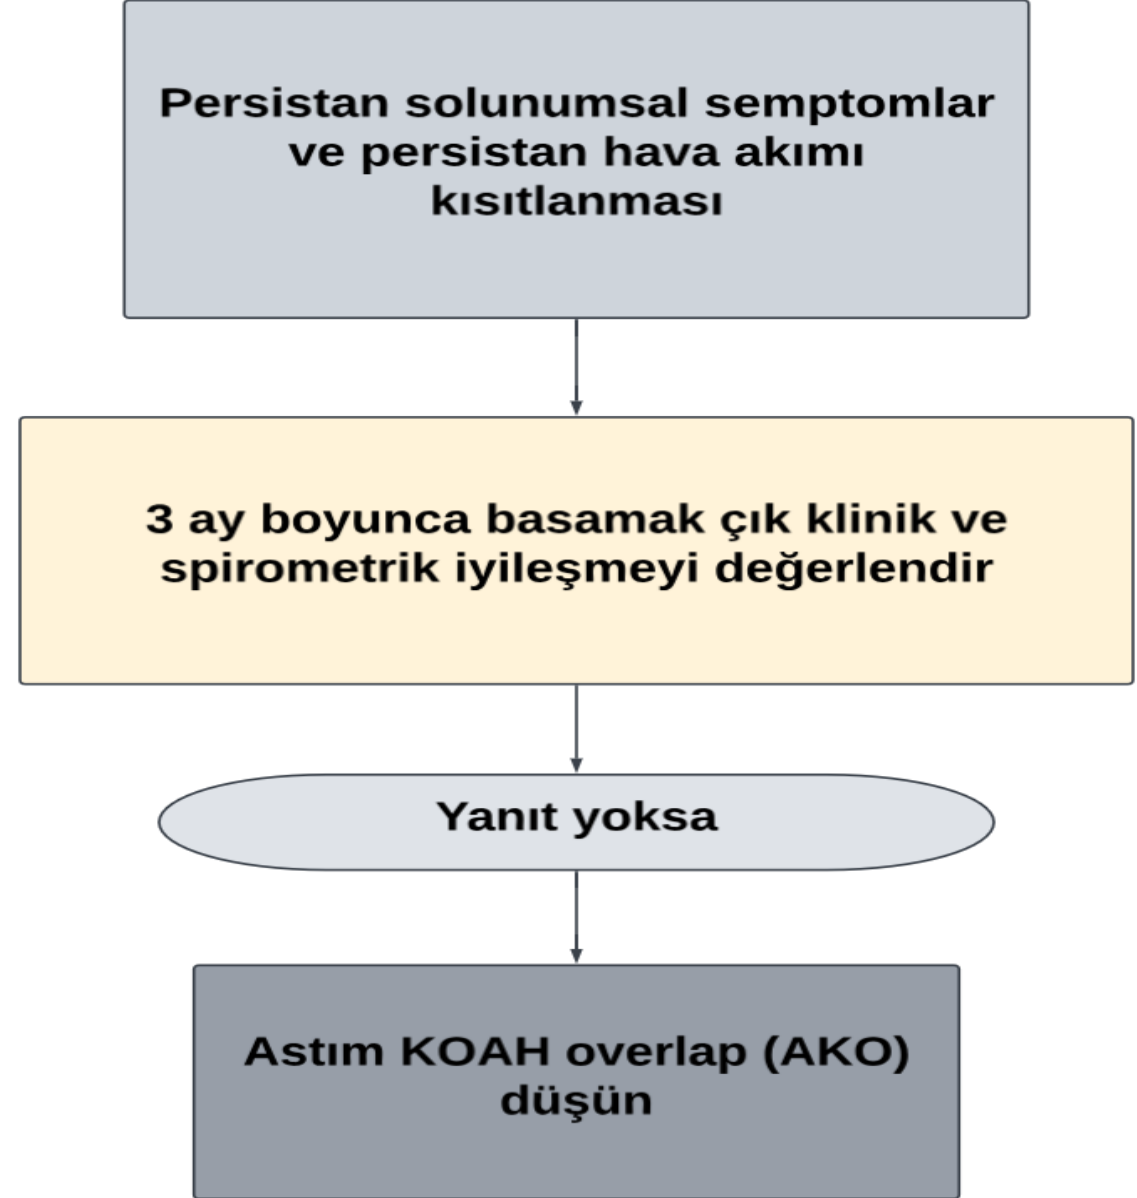 Persistan solunumsal semptomlar
ve persistan hava akımı
kısıtlanması
3 ay boyunca basamak çık klinik ve
spirometrik iyileşmeyi değerlendir
Yanıt yoksa
Astım KOAH overlap (AKO)
düşün